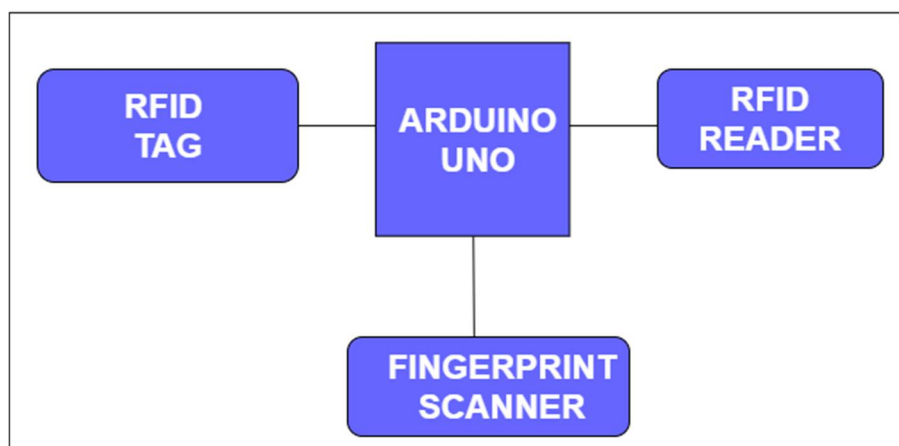 RFID
TAG
ARDUINO
UNO
RFID
READER
FINGERPRINT
SCANNER